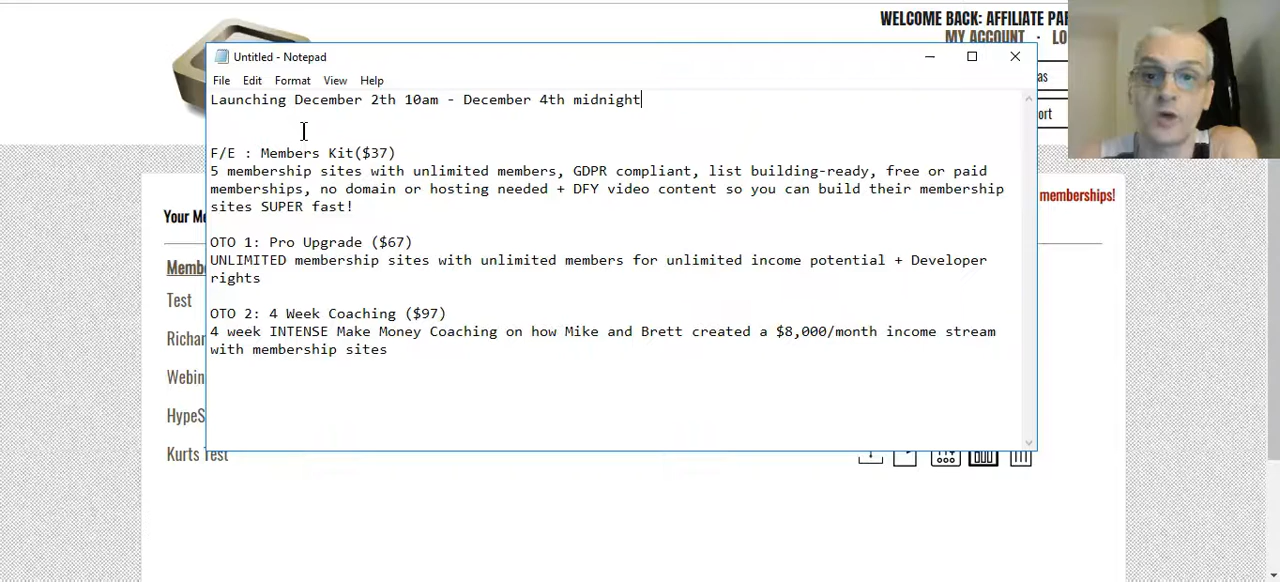 WELCOME BACK: AFFILIATE
MY ACCOUNT ·
Untitled - Notepad
File Edit Format View Help
Launching December 2th 10am - December 4th midnight
F/E : Members Kit($37)
5 membership sites with unlimited members, GDPR compliant, list building-ready, free or paid
memberships, no domain or hosting needed + DFY video content so you can build their membership
sites SUPER fast!
memberships!
Your
OTO 1: Pro Upgrade ($67)
UNLIMITED membership sites with unlimited members for unlimited income potential + Developer
rights
Test
OTO 2: 4 Week Coaching ($97)
4 week INTENSE Make Money Coaching on how Mike and Brett created a $8,000/month income stream
with membership sites
Kurts Test